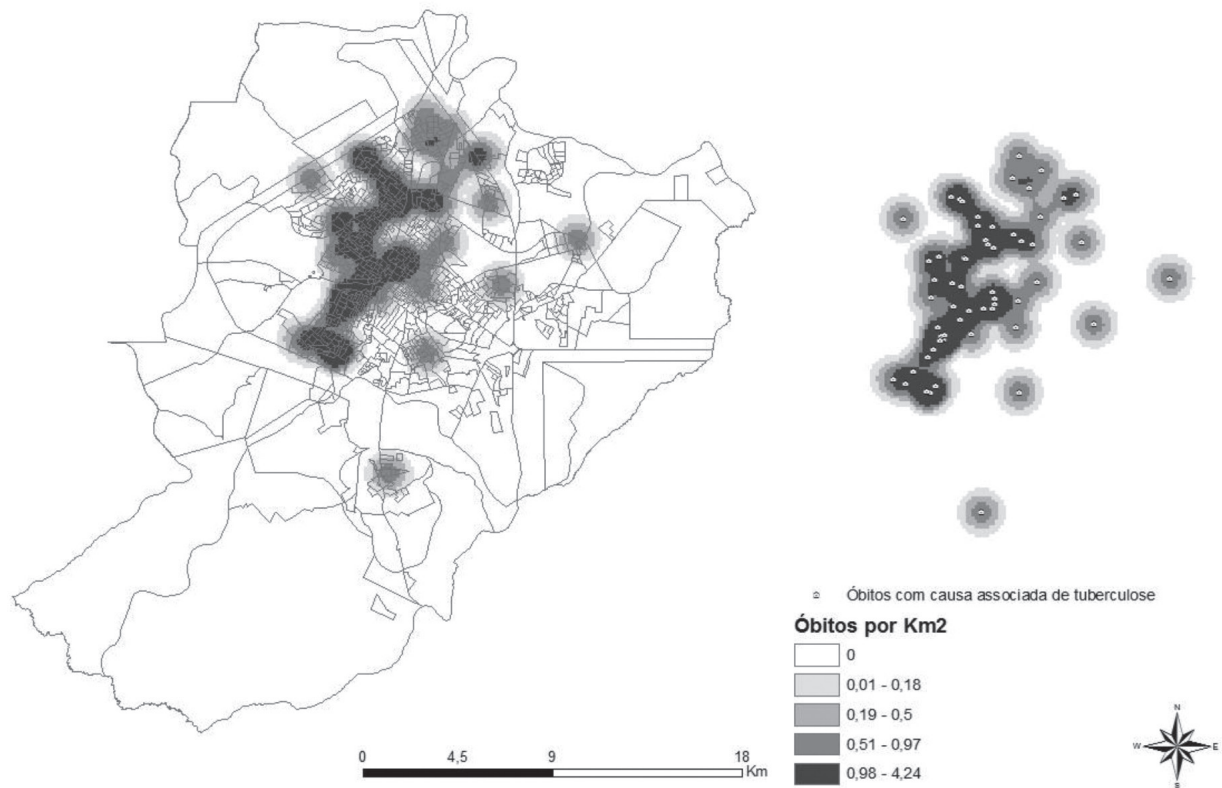 Óbitos com causa associada de tuberculose
Óbitos por Km2
0
0,01 - 0,18
0,19 - 0,5
0,51 - 0,97
0,98 - 4,24
0 4,5 9 18
Km
N
W E
S